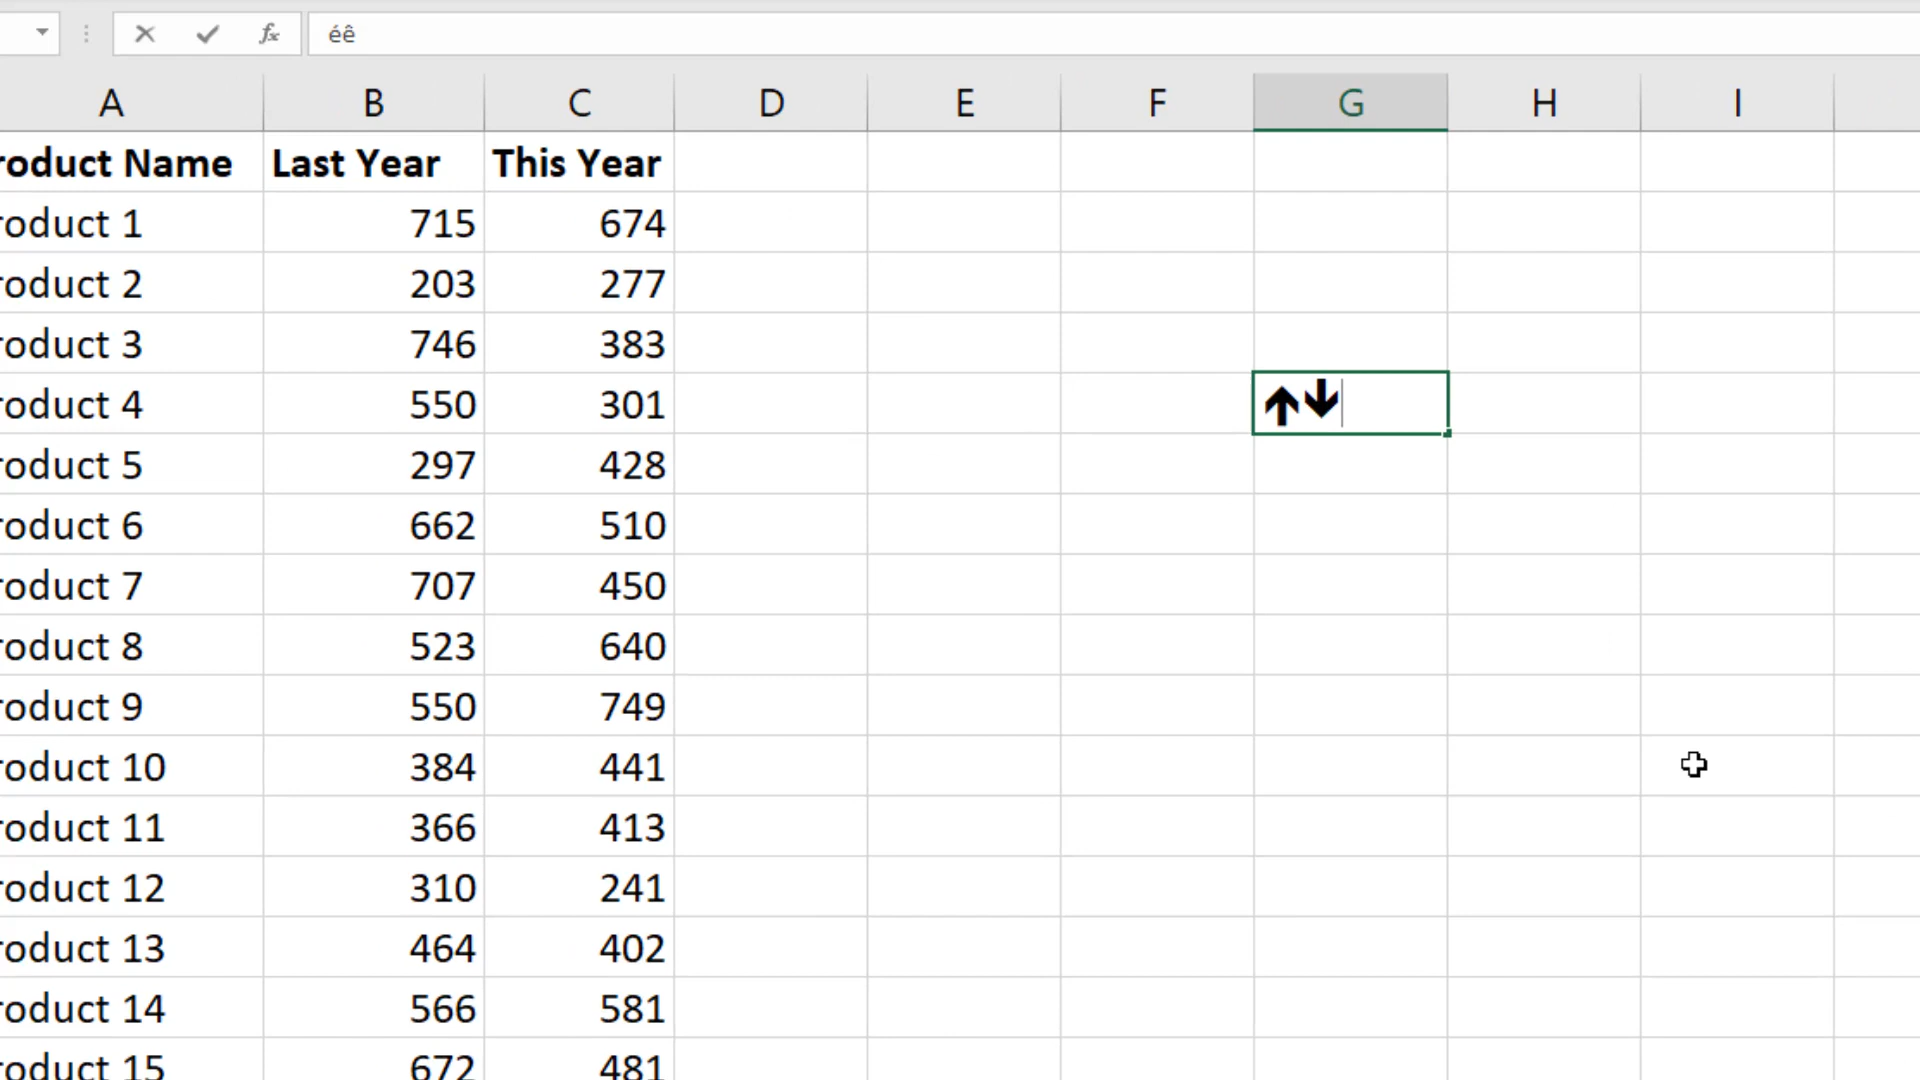 fx éê
A B C D E F G H I
roduct Name Last Year This Year
roduct 1 715 674
roduct 2 203 277
roduct 3 746 383
roduct 4 550 301 🡹🡻
roduct 5 297 428
roduct 6 662 510
roduct 7 707 450
roduct 8 523 640
roduct 9 550 749
roduct 10 384 441
roduct 11 366 413
roduct 12 310 241
roduct 13 464 402
roduct 14 566 581
roduct 15 672 481